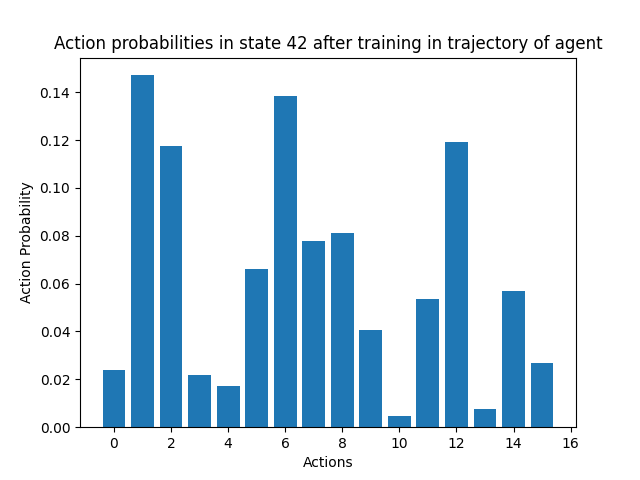 Action probabilities in state 42 after training in trajectory of agent
0.14
0.12
0.10
0.08
0.06
0.04
0.02
0.00
Action Probability
0 2 4 6 8 10 12 14 16
Actions